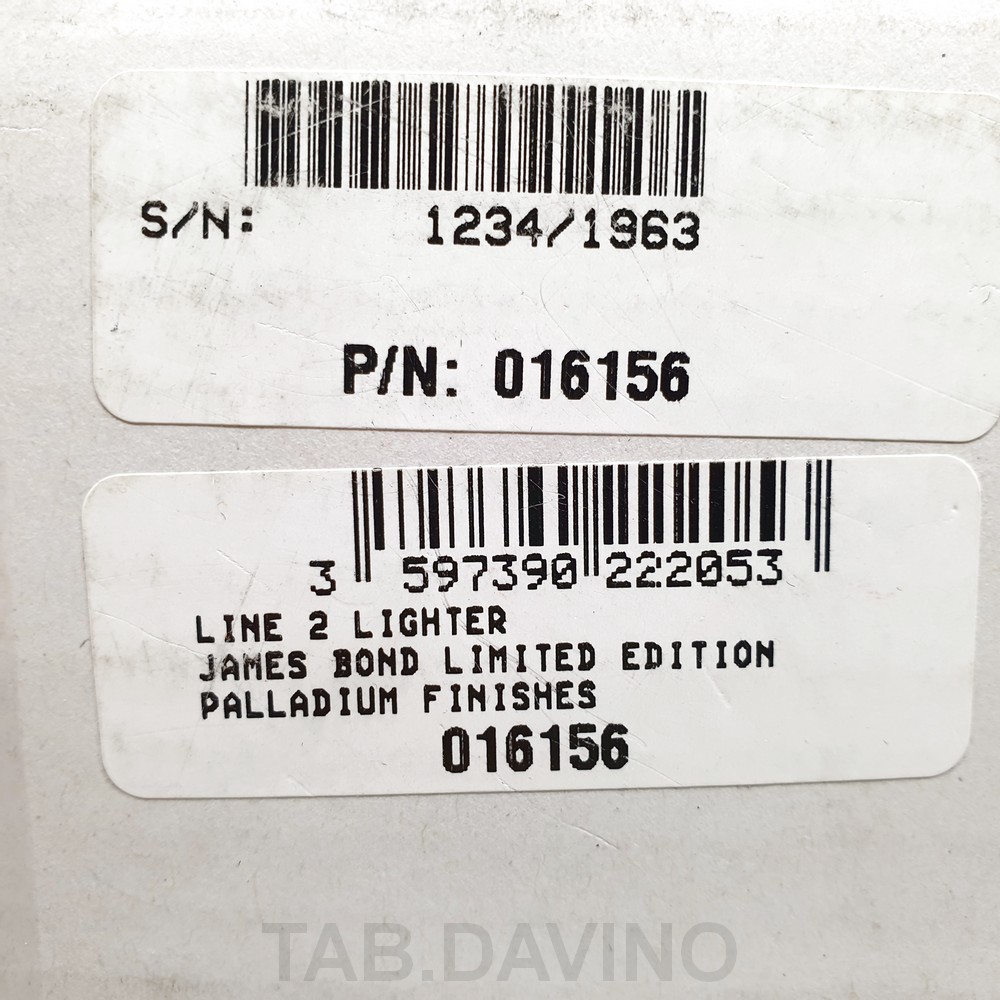 S/N: 1234/1963
P/N: 016156
3 597390 222053
LINE 2 LIGHTER
JAMES BOND LIMITED EDITION
PALLADIUM FINISHES
016156
TAB.DAVINO